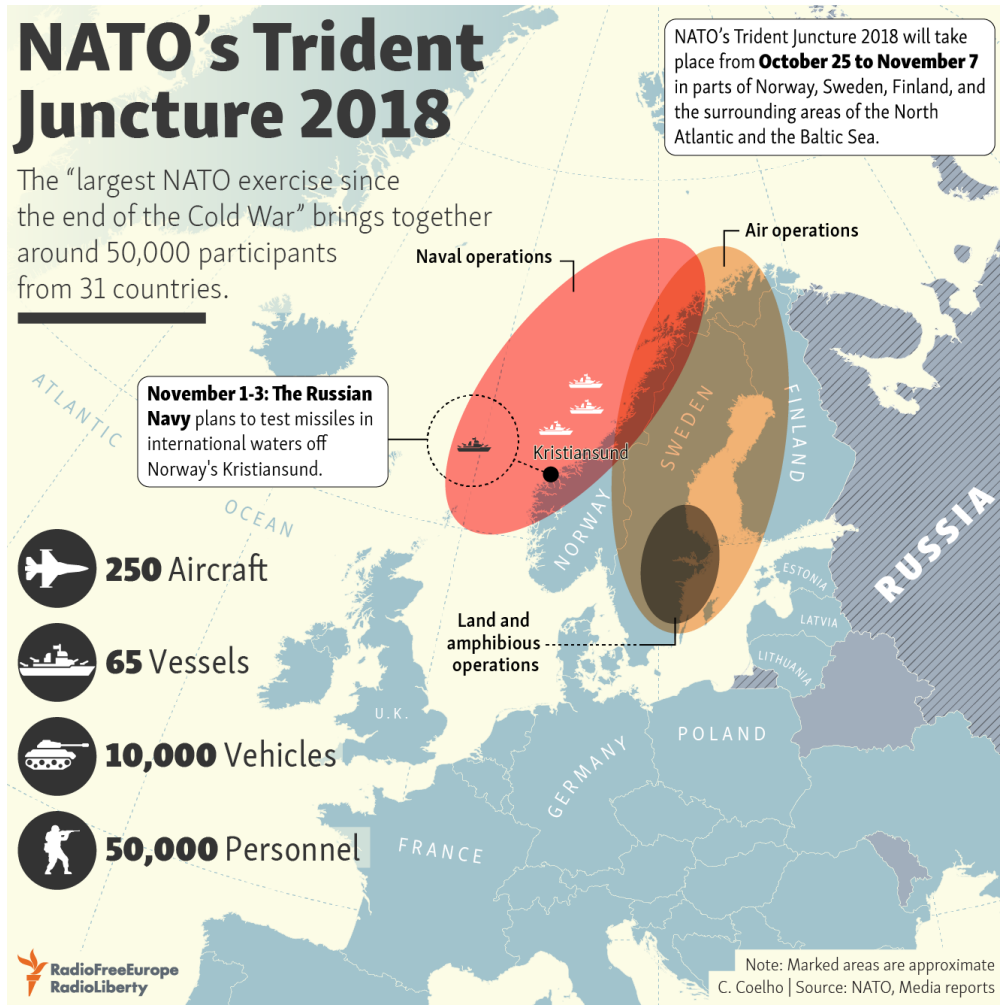 NATO's Trident
Juncture 2018
The “largest NATO exercise since
the end of the Cold War” brings together
around 50,000 participants
from 31 countries.
NATO's Trident Juncture 2018 will take
place from October 25 to November 7
in parts of Norway, Sweden, Finland, and
the surrounding areas of the North
Atlantic and the Baltic Sea.
Air operations
Naval operations
November 1-3: The Russian
Navy plans to test missiles in
international waters off
Norway's Kristiansund.
Kristiansund
ATLANTIC
OCEAN
SWEDEN
FINLAND
NORWAY
RUSSIA
ESTONIA
LATVIA
LITHUANIA
Land and
amphibious
operations
250 Aircraft
65 Vessels
10,000 Vehicles
50,000 Personnel
U.K.
POLAND
GERMANY
FRANCE
RadioFreeEurope
RadioLiberty
Note: Marked areas are approximate
C. Coelho | Source: NATO, Media reports